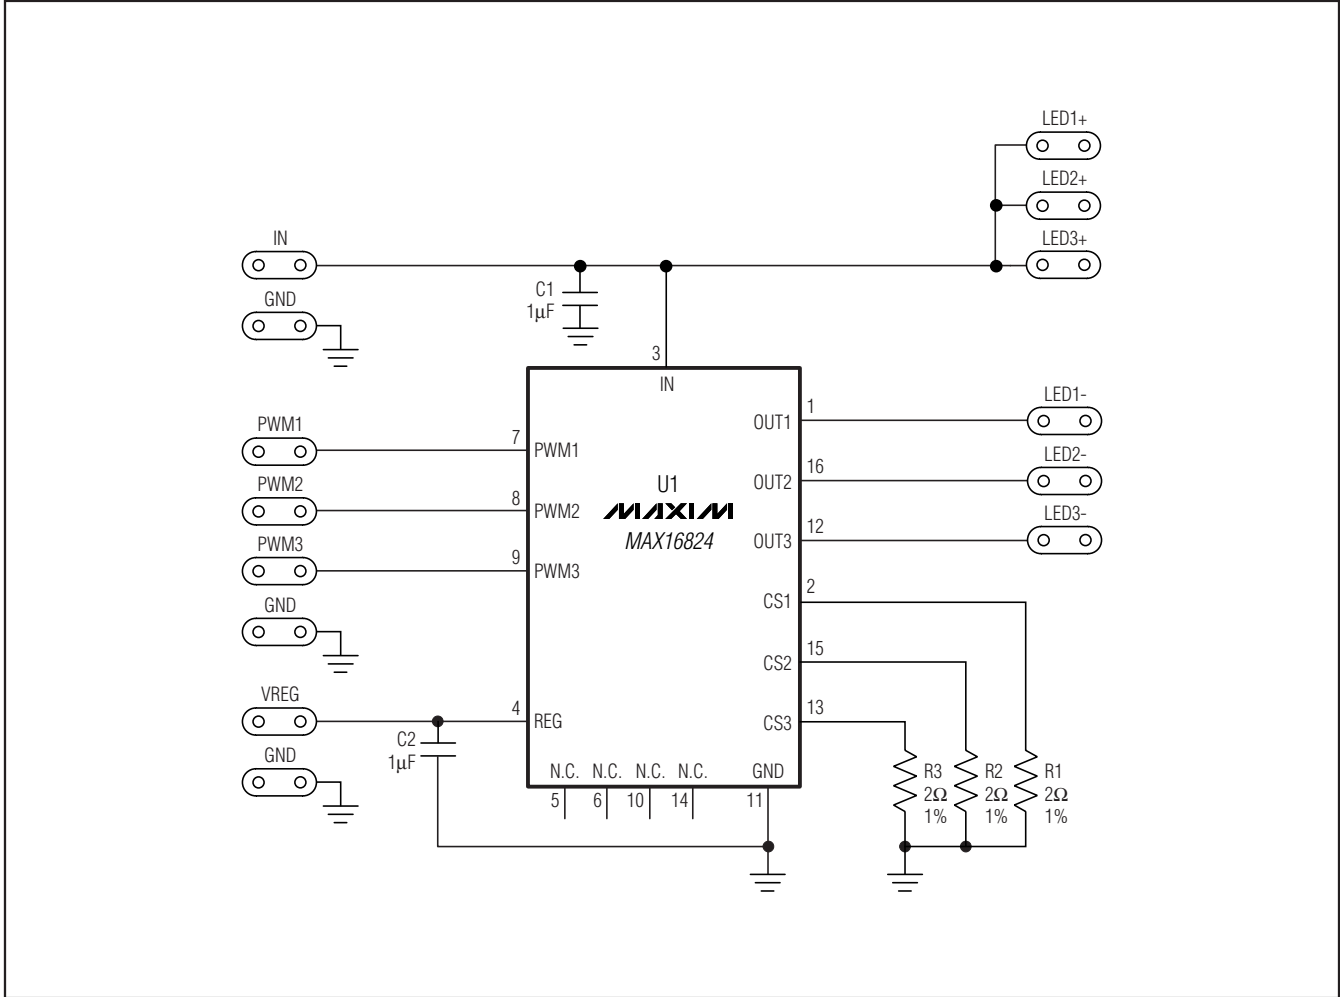 LED1+
LED2+
IN
LED3+
GND
C1
1µF
3
IN
LED1-
1
PWM1
OUT1
7
PWM1
LED2-
16
PWM2
U1
OUT2
8
PWM2
MAXIM
LED3-
12
PWM3
MAX16824
OUT3
9
PWM3
2
GND
CS1
15
CS2
VREG
13
4
REG
CS3
C2
1µF
GND
N.C. N.C. N.C. N.C. GND
5 6 10 14 11
R3 R2 R1
2Ω 2Ω 2Ω
1% 1% 1%